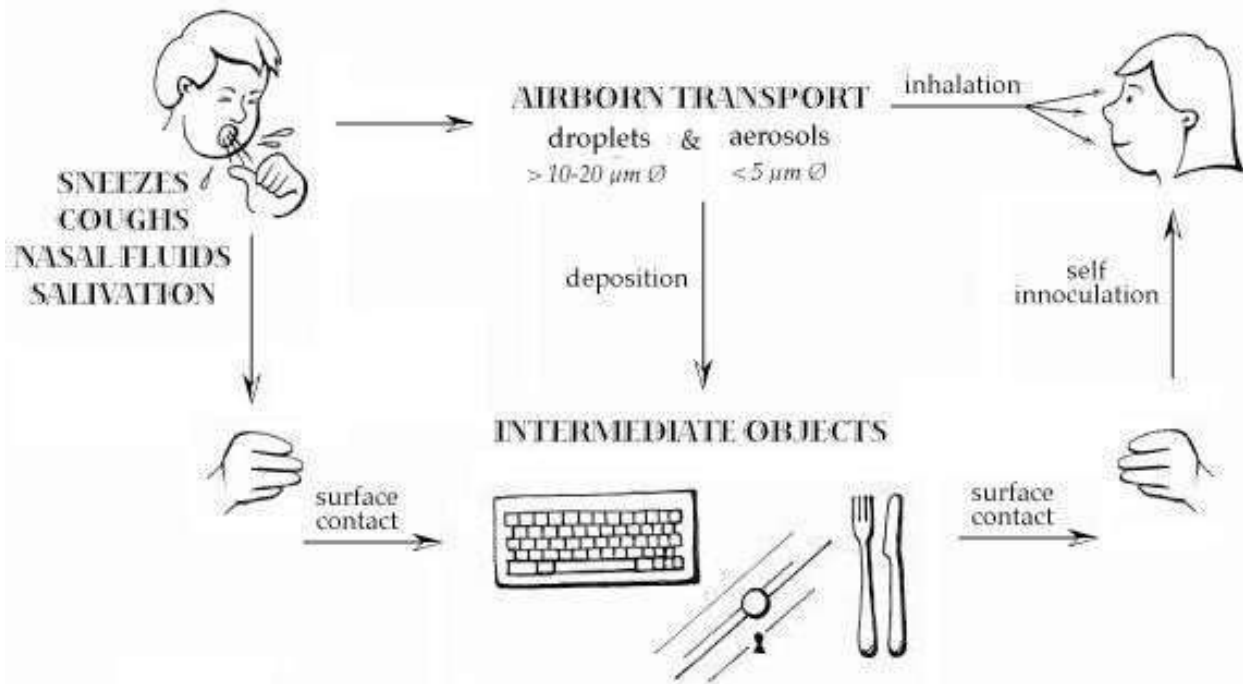 SNEEZES
COUGHS
NASAL FLUIDS
SALIVATION
AIRBORN TRANSPORT
droplets & aerosols
> 10-20 µm Ø <5 µm Ø
inhalation
deposition
self
innoculation
INTERMEDIATE OBJECTS
surface
contact
surface
contact